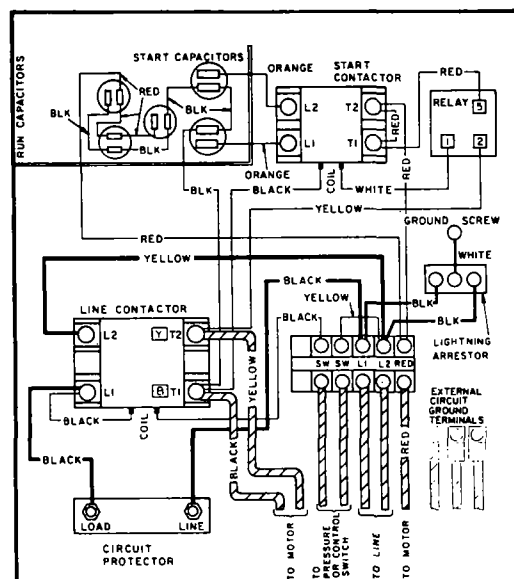 START CAPACITORS
ORANGE
START
CONTACTOR
RED
RUN CAPACITORS
RED
BLK
BLK
BLK
L2
T2
RELAY
5
RED
L1
T1
1
2
BLK
COIL
BLACK
WHITE
ORANGE
RED
YELLOW
GROUND SCREW
RED
WHITE
YELLOW
BLACK
YELLOW
BLK
LINE CONTACTOR
BLACK
BLK
LIGHTNING
ARRESTOR
L2
Y
T2
YELLOW
SW
SW
L1
L2
RED
L1
B
T1
BLACK
COIL
BLACK
EXTERNAL
CIRCUIT
GROUND
TERMINALS
RED
BLACK
BLACK
LOAD
LINE
CIRCUIT
PROTECTOR
TO MOTOR
TO
PRESSURE
OR CONTROL
SWITCH
TO LINE
TO MOTOR